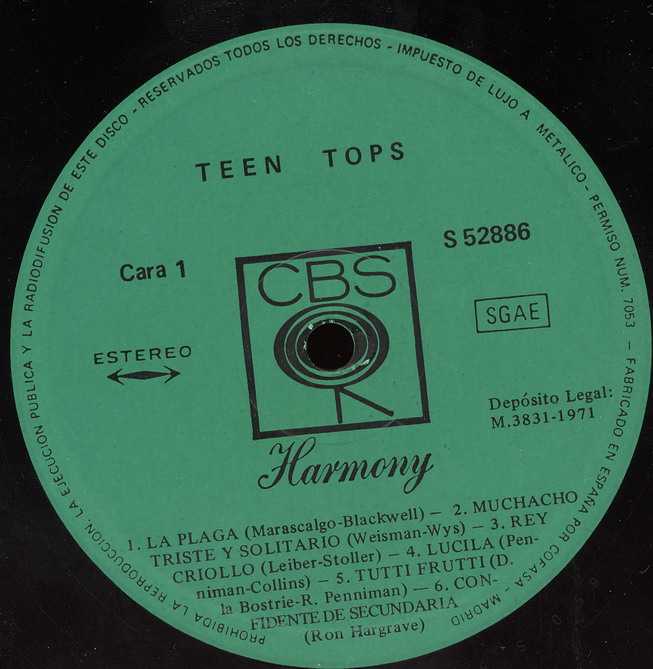 PROHIBIDA LA REPRODUCCION, LA EJECUCION PUBLICA Y LA RADIODIFUSION DE ESTE DISCO - RESERVADOS TODOS LOS DERECHOS - IMPUESTO DE LUJO A METALICO - PERMISO NUM. 7053 - FABRICADO EN ESPAÑA POR COFASA - MADRID
TEEN TOPS
S 52886
Cara 1
CBS
SGAE
ESTEREO
Depósito Legal:
M.3831-1971
Harmony
1. LA PLAGA (Marascalgo-Blackwell) — 2. MUCHACHO
TRISTE Y SOLITARIO (Weisman-Wys) — 3. REY
CRIOLLO (Leiber-Stoller) — 4. LUCILA (Pen-
niman-Collins) — 5. TUTTI FRUTTI (D.
la Bostrie-R. Penniman) — 6. CON-
FIDENTE DE SECUNDARIA
(Ron Hargrave)